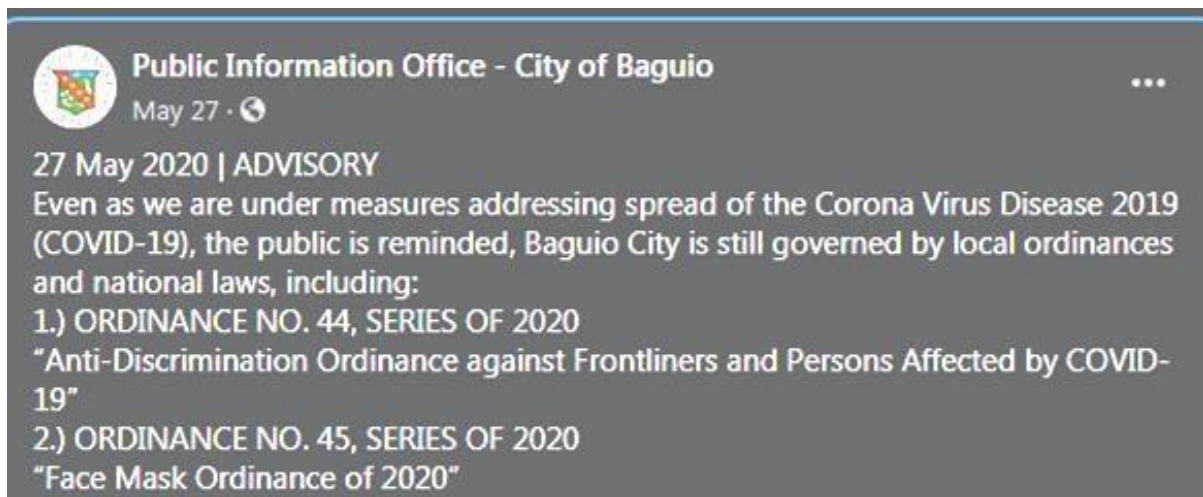 Public Information Office - City of Baguio
May 27 ·
27 May 2020 | ADVISORY
Even as we are under measures addressing spread of the Corona Virus Disease 2019
(COVID-19), the public is reminded, Baguio City is still governed by local ordinances
and national laws, including:
1.) ORDINANCE NO. 44, SERIES OF 2020
“Anti-Discrimination Ordinance against Frontliners and Persons Affected by COVID-
19”
2.) ORDINANCE NO. 45, SERIES OF 2020
“Face Mask Ordinance of 2020”